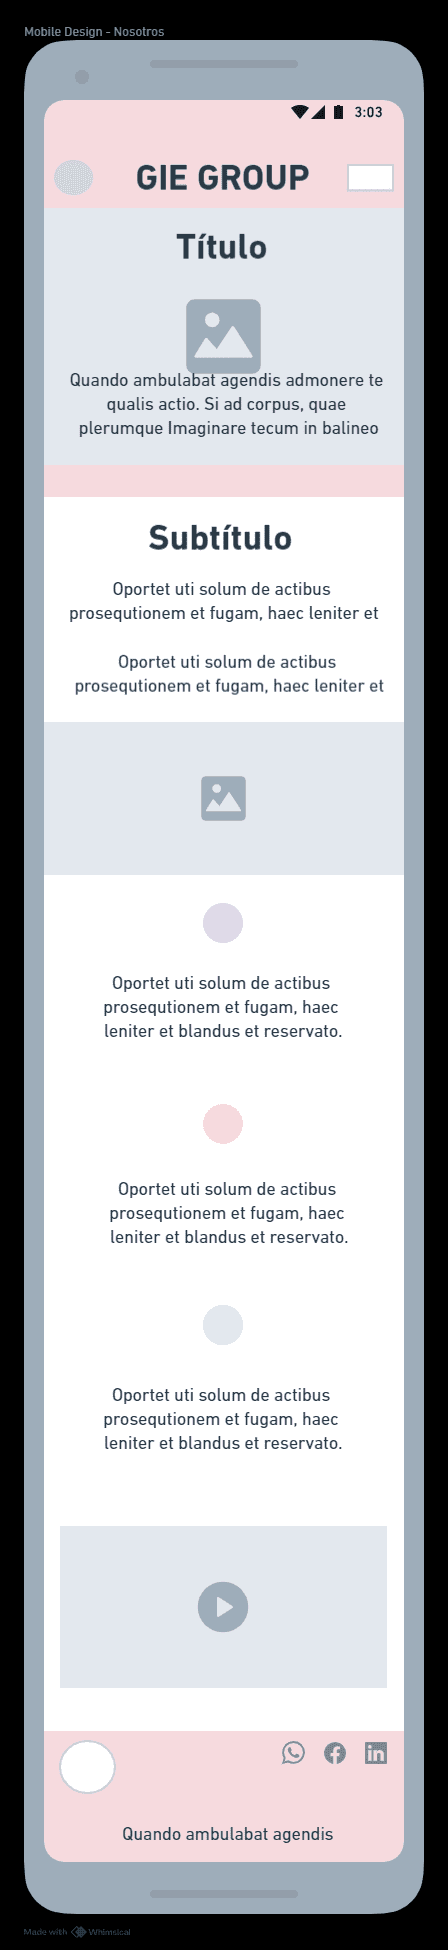 Mobile Design - Nosotros
3:03
GIE GROUP
Título
Quando ambulabat agendis admonere te
qualis actio. Si ad corpus, quae
plerumque Imaginare tecum in balineo
Subtítulo
Oportet uti solum de actibus
prosequtionem et fugam, haec leniter et
Oportet uti solum de actibus
prosequtionem et fugam, haec leniter et
Oportet uti solum de actibus
prosequtionem et fugam, haec
leniter et blandus et reservato.
Oportet uti solum de actibus
prosequtionem et fugam, haec
leniter et blandus et reservato.
Oportet uti solum de actibus
prosequtionem et fugam, haec
leniter et blandus et reservato.
Quando ambulabat agendis
Made with Whimsical